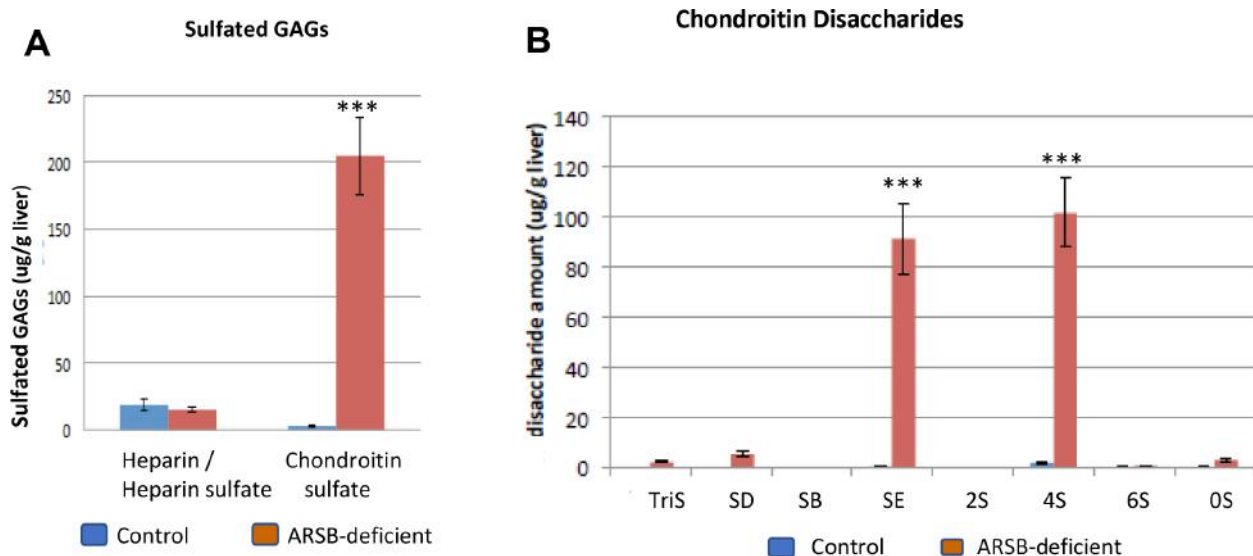 A
Sulfated GAGs
Sulfated GAGs (ug/g liver)
250
200
150
100
50
0
***
Heparin /
Heparin sulfate
Chondroitin
sulfate
Control
ARSB-deficient
B
Chondroitin Disaccharides
disaccharide amount (ug/g liver)
140
120
100
80
60
40
20
0
***
***
TriS SD SB SE 2S 4S 6S 0S
Control
ARSB-deficient